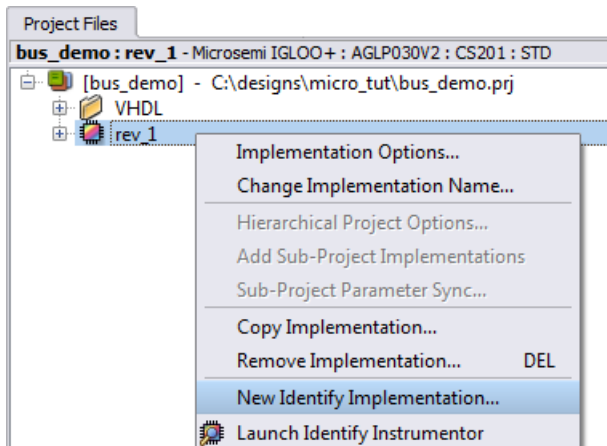 Project Files
bus_demo : rev_1 - Microsemi IGLOO+ : AGLP030V2 : CS201 : STD
[bus_demo] - C:\designs\micro_tut\bus_demo.prj
VHDL
rev_1
Implementation Options...
Change Implementation Name...
Hierarchical Project Options...
Add Sub-Project Implementations
Sub-Project Parameter Sync...
Copy Implementation...
Remove Implementation... DEL
New Identify Implementation...
Launch Identify Instrumentor